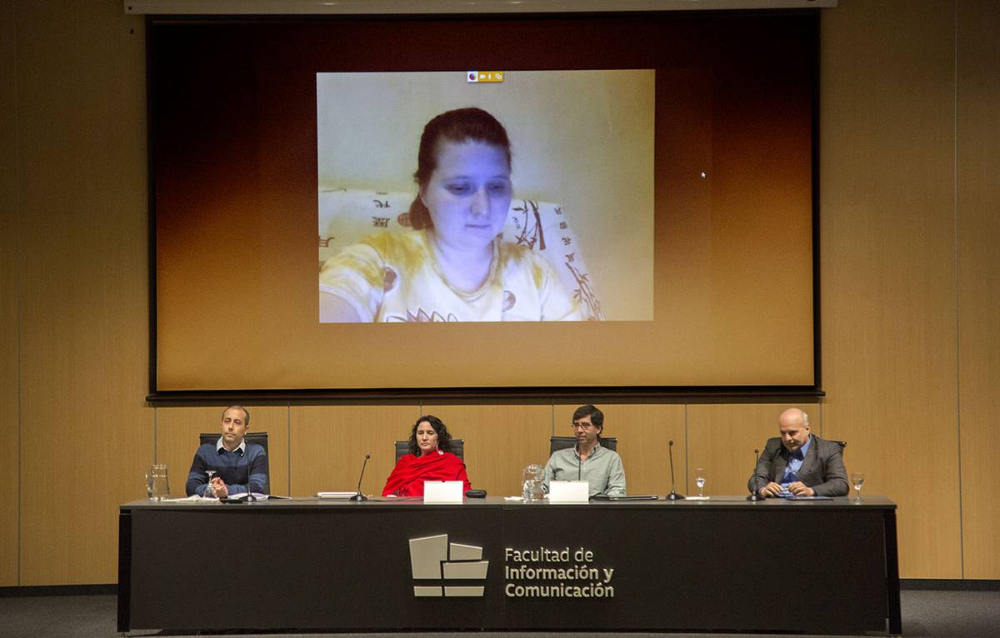 Facultad de
Información y
Comunicación